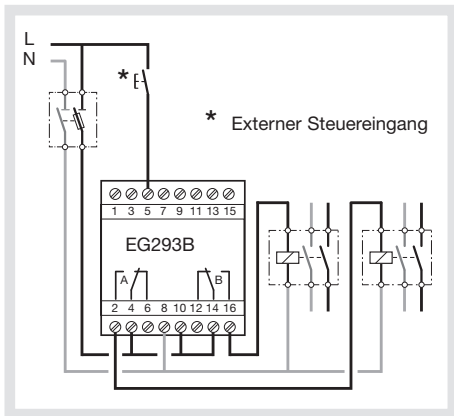 L
N
*
* Externer Steuereingang
1 3 5 7 9 11 13 15
EG293B
A B
2 4 6 8 10 12 14 16